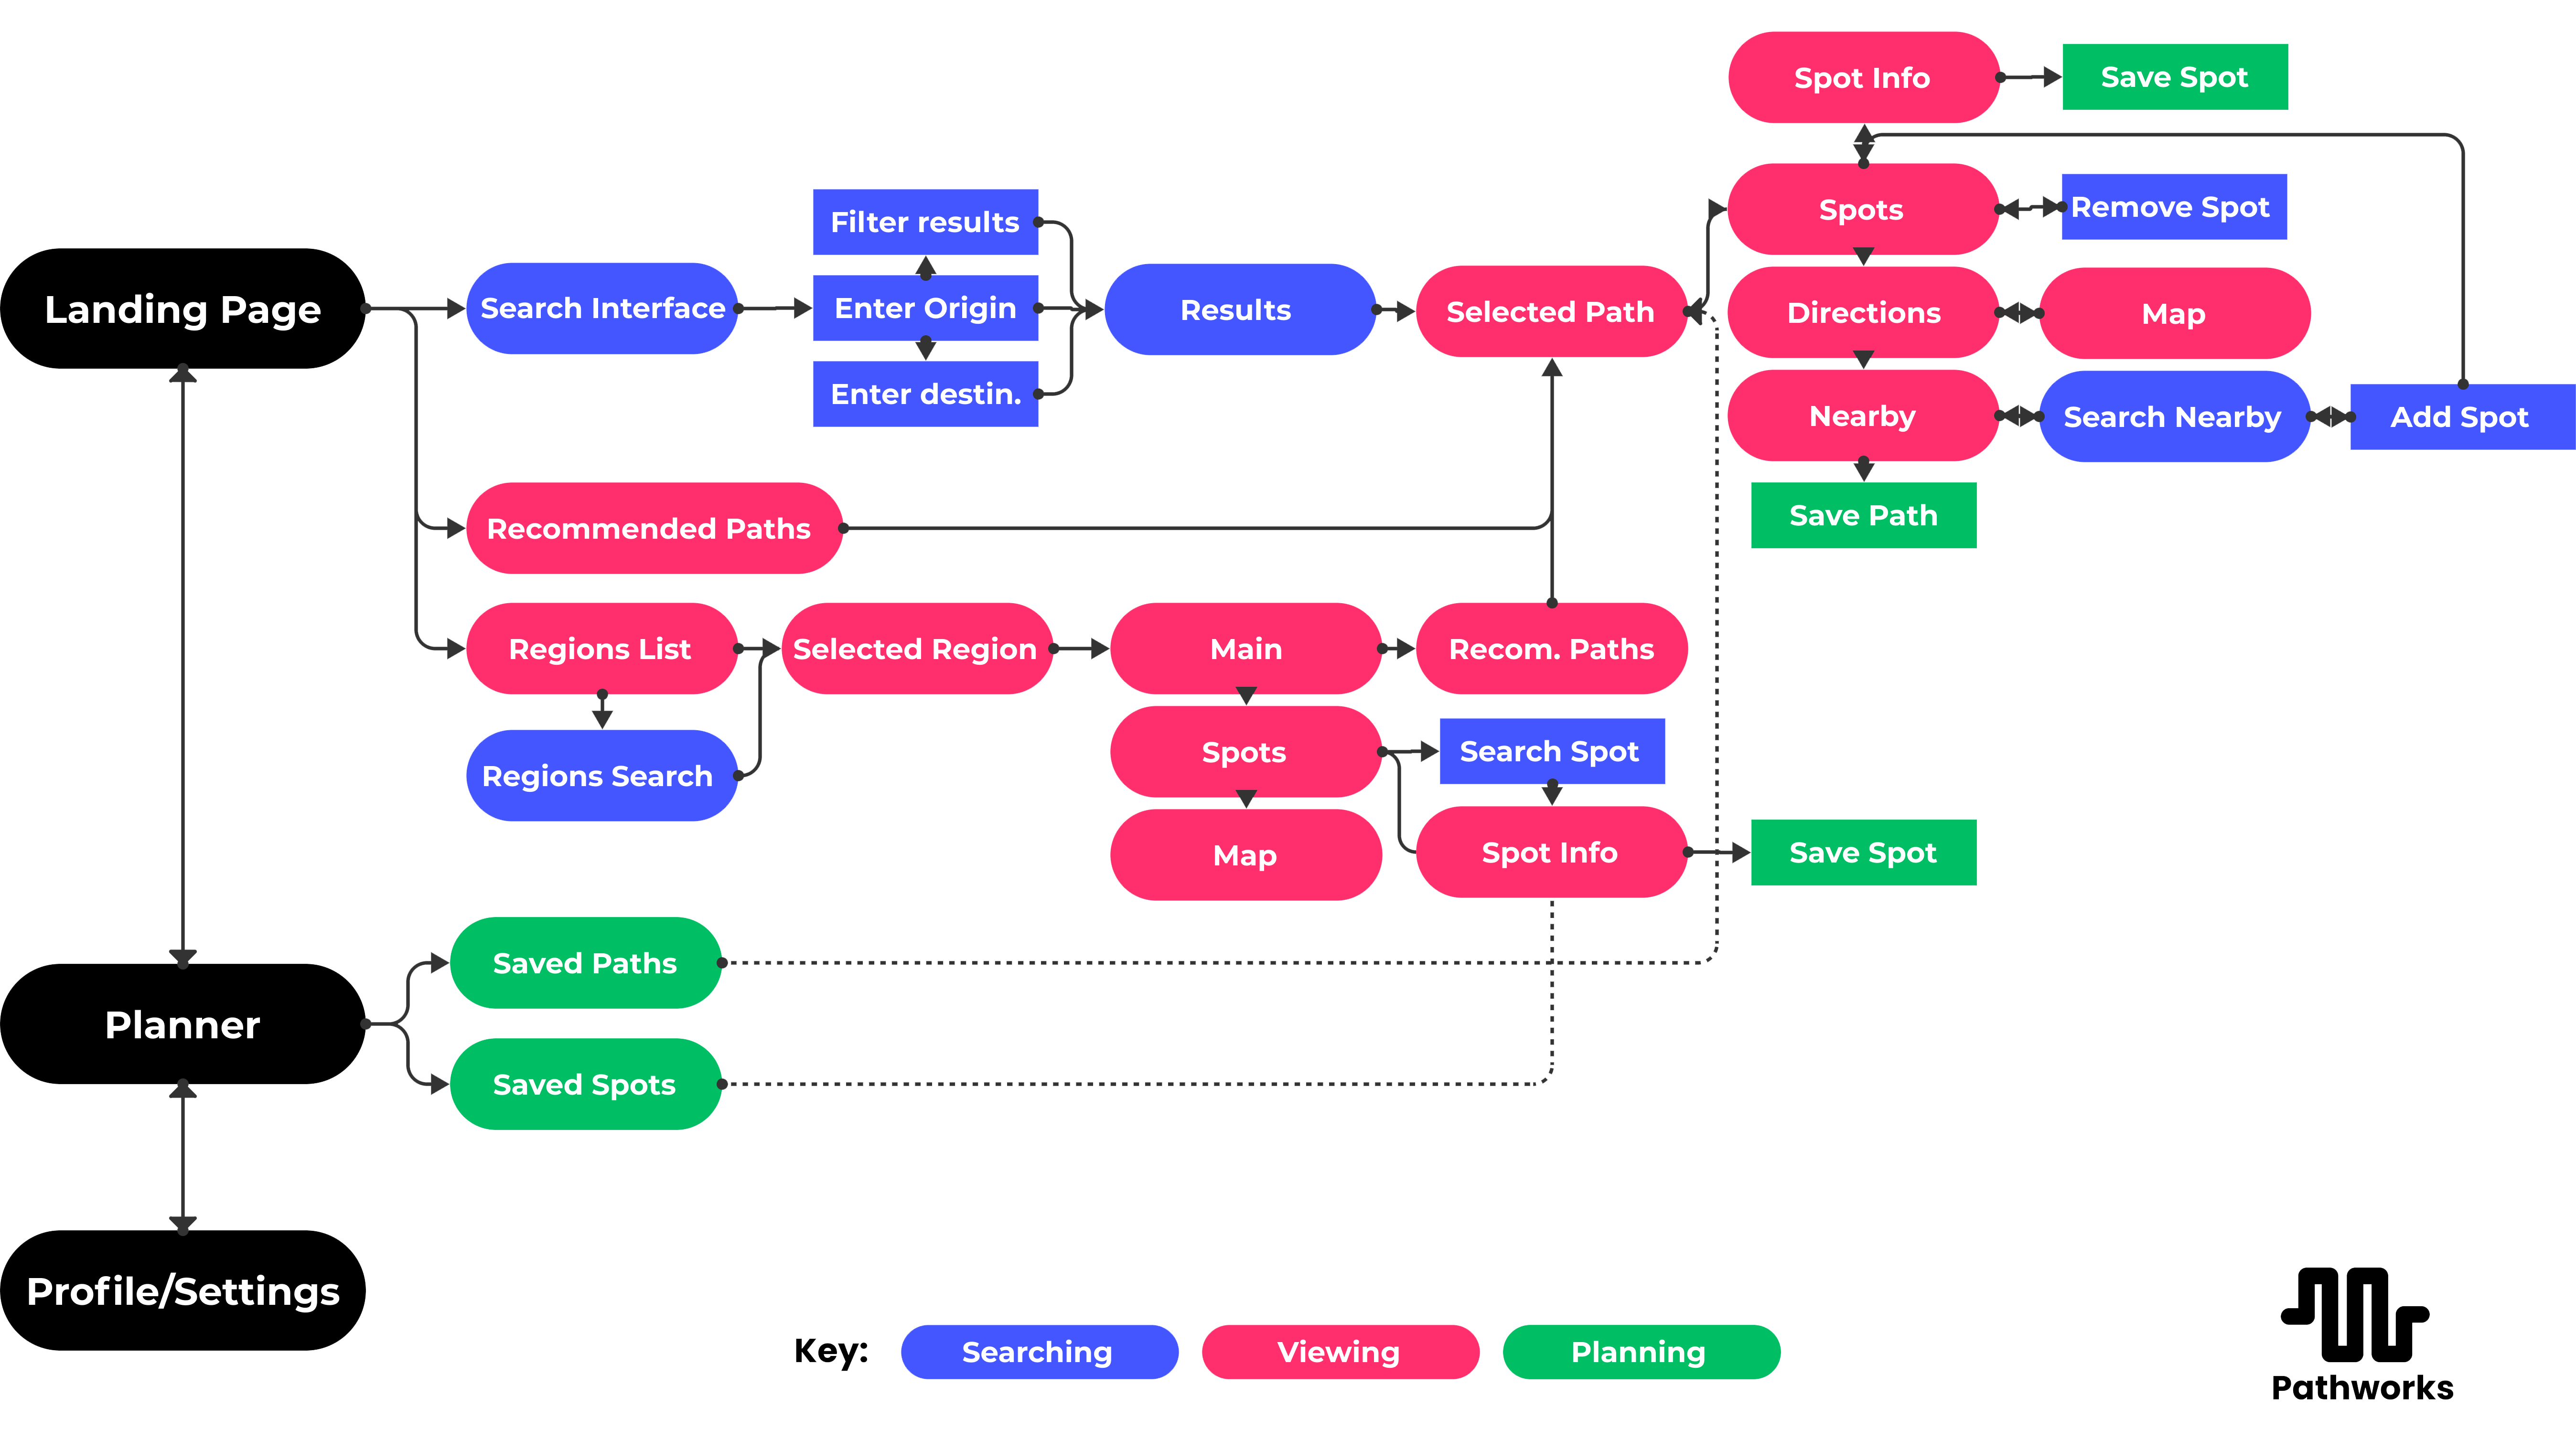 Spot Info
Save Spot
Spots
Remove Spot
Filter results
Landing Page
Search Interface
Enter Origin
Results
Selected Path
Directions
Map
Enter destin.
Nearby
Search Nearby
Add Spot
Save Path
Recommended Paths
Regions List
Selected Region
Main
Recom. Paths
Regions Search
Spots
Search Spot
Map
Spot Info
Save Spot
Saved Paths
Planner
Saved Spots
Profile/Settings
Key:
Searching
Viewing
Planning
Pathworks